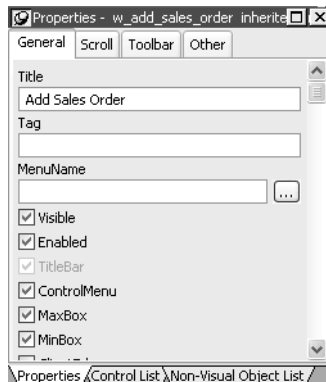 Properties - w_add_sales_order inherite
General Scroll Toolbar Other
Title
Add Sales Order
Tag
MenuName
...
Visible
Enabled
TitleBar
ControlMenu
MaxBox
MinBox
Properties Control List Non-Visual Object List